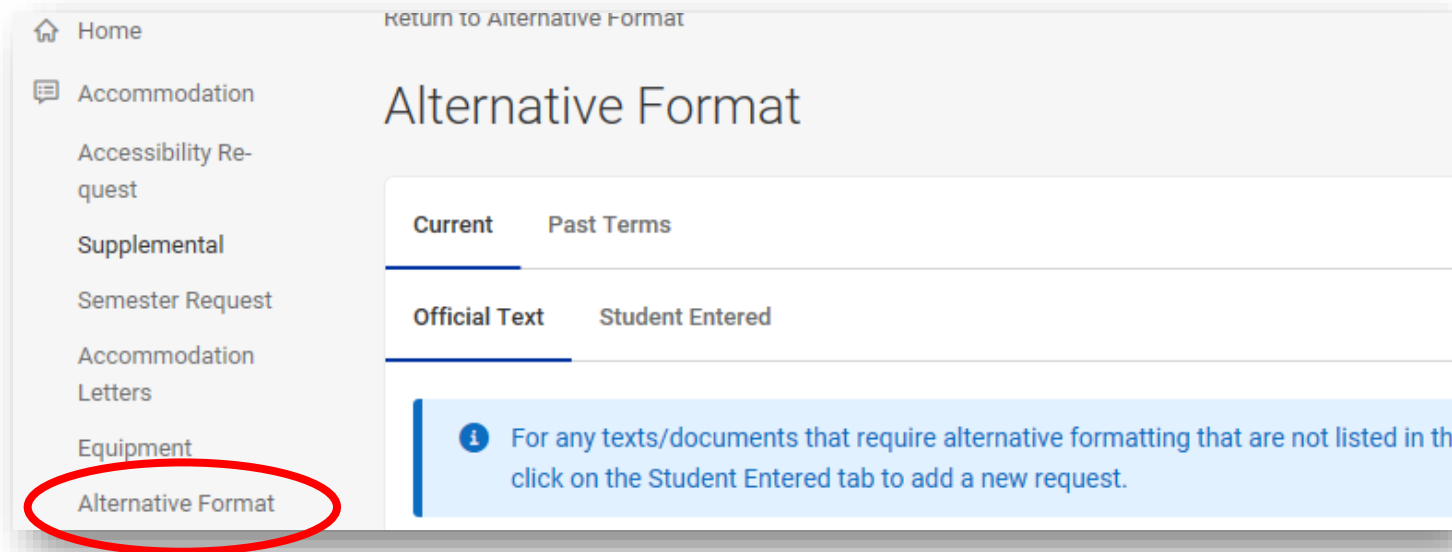 Home
Accommodation
Accessibility Re-
quest
Supplemental
Semester Request
Accommodation
Letters
Equipment
Alternative Format
Return to Alternative Format
Alternative Format
Current Past Terms
Official Text Student Entered
For any texts/documents that require alternative formatting that are not listed in th
click on the Student Entered tab to add a new request.